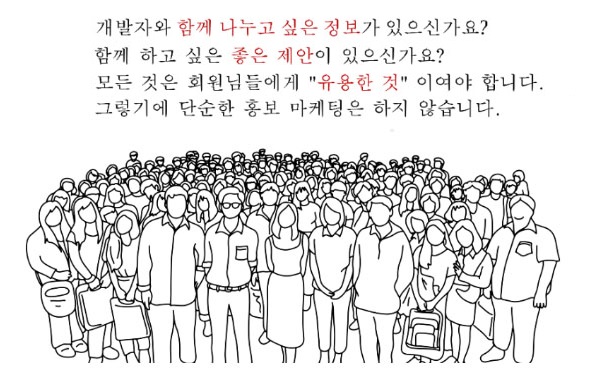 개발자와 함께 나누고 싶은 정보가 있으신가요?
함께 하고 싶은 좋은 제안이 있으신가요?
모든 것은 회원님들에게 "유용한 것" 이여야 합니다.
그렇기에 단순한 홍보 마케팅은 하지 않습니다.